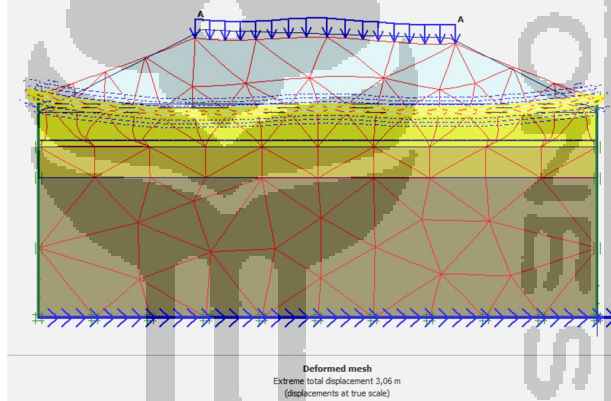 A A
Deformed mesh
Extreme total displacement 3,06 m
(displacements at true scale)